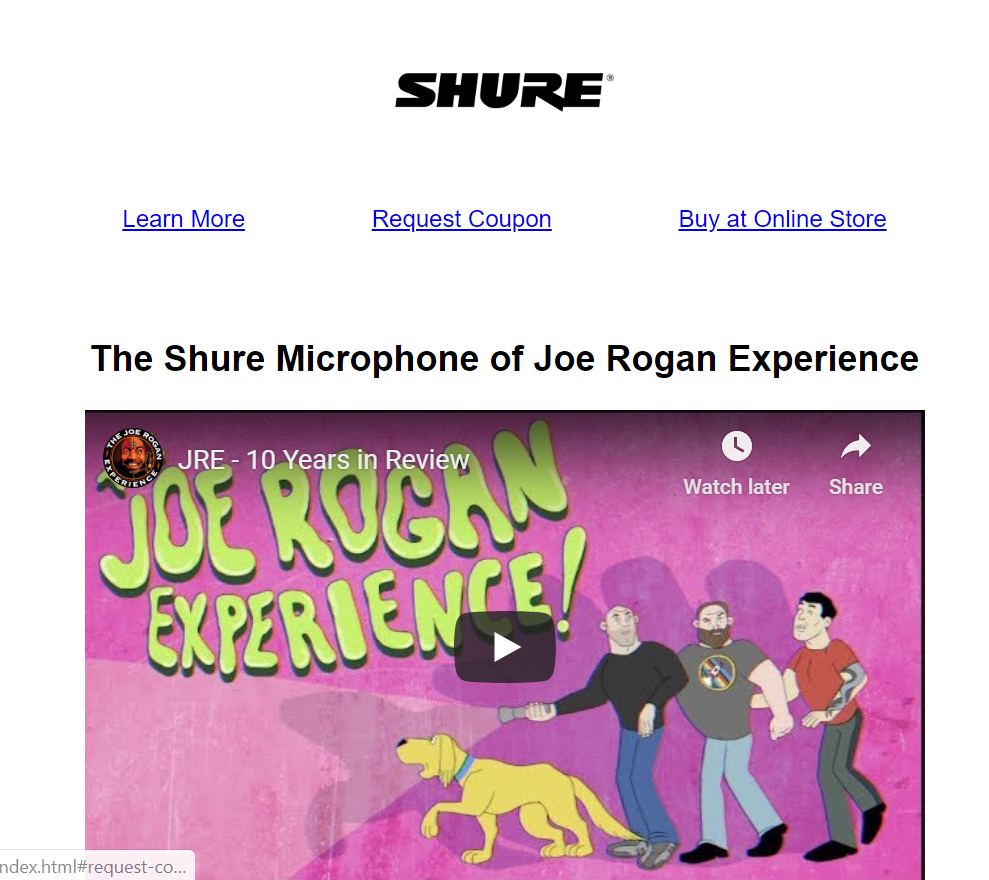 SHURE®
Learn More Request Coupon Buy at Online Store
The Shure Microphone of Joe Rogan Experience
THE JOE ROGAN EXPERIENCE
JRE - 10 Years in Review
Watch later Share
JOE ROGAN
EXPERIENCE!
ndex.html#request-co...